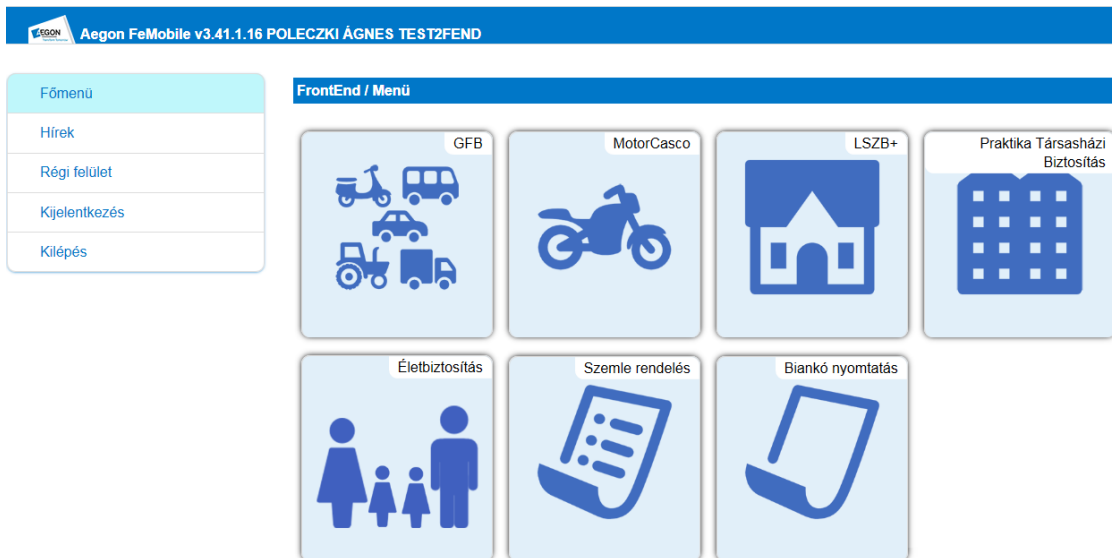 AEGON
Aegon FeMobile v3.41.1.16 POLECZKI ÁGNES TEST2FEND
Főmenü
Hírek
Régi felület
Kijelentkezés
Kilépés
FrontEnd / Menü
GFB
MotorCasco
LSZB+
Praktika Társasházi
Biztosítás
Életbiztosítás
Szemle rendelés
Biankó nyomtatás